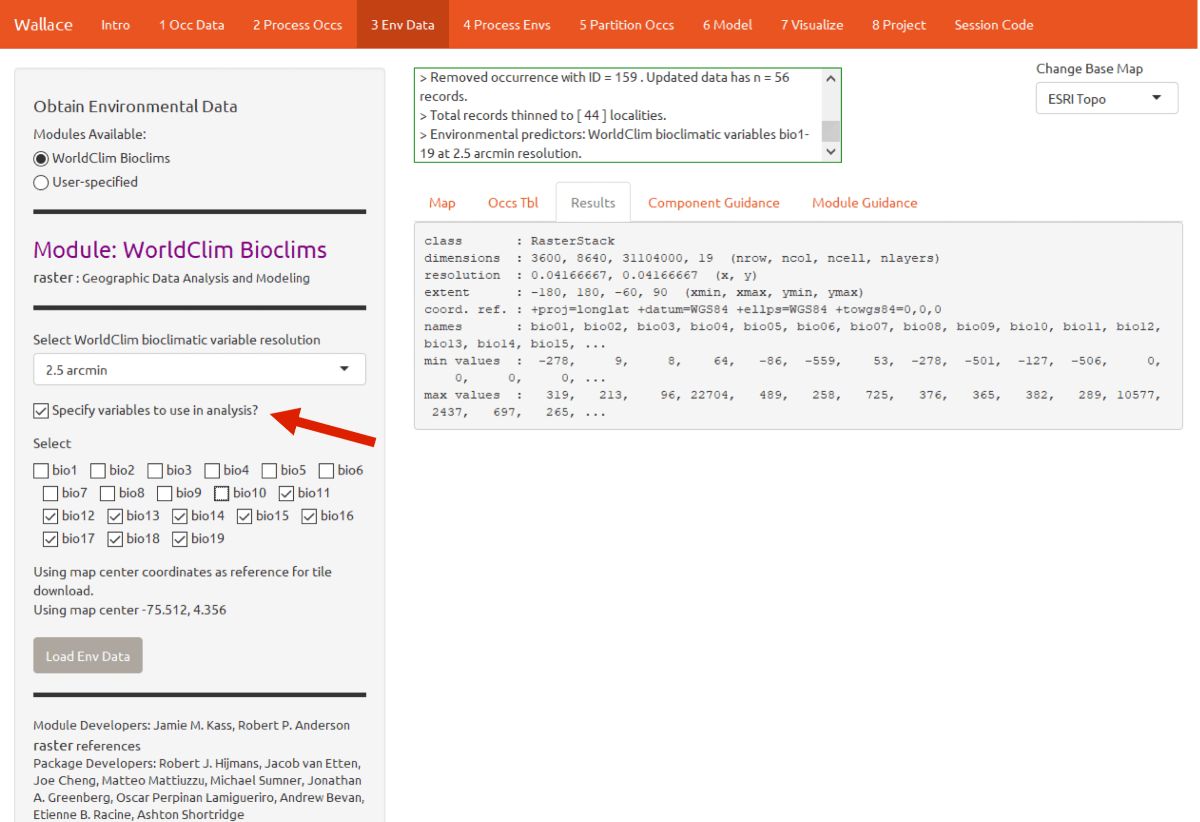 Wallace Intro 1 Occ Data 2 Process Occs 3 Env Data 4 Process Envs 5 Partition Occs 6 Model 7 Visualize 8 Project Session Code
Obtain Environmental Data
Modules Available:
WorldClim Bioclims
User-specified
Module: WorldClim Bioclims
raster : Geographic Data Analysis and Modeling
Select WorldClim bioclimatic variable resolution
2.5 arcmin
Specify variables to use in analysis?
Select
bio1 bio2 bio3 bio4 bio5 bio6
bio7 bio8 bio9 bio10 bio11
bio12 bio13 bio14 bio15 bio16
bio17 bio18 bio19
Using map center coordinates as reference for tile
download.
Using map center -75.512, 4.356
Load Env Data
Module Developers: Jamie M. Kass, Robert P. Anderson
raster references
Package Developers: Robert J. Hijmans, Jacob van Etten,
Joe Cheng, Matteo Mattiuzzu, Michael Sumner, Jonathan
A. Greenberg, Oscar Perpinan Lamigueriro, Andrew Bevan,
Etienne B. Racine, Ashton Shortridge
> Removed occurrence with ID = 159 . Updated data has n = 56
records.
> Total records thinned to [ 44 ] localities.
> Environmental predictors: WorldClim bioclimatic variables bio1-
19 at 2.5 arcmin resolution.
Change Base Map
ESRI Topo
Map Occs Tbl Results Component Guidance Module Guidance
class : RasterStack
dimensions : 3600, 8640, 31104000, 19 (nrow, ncol, ncell, nlayers)
resolution : 0.04166667, 0.04166667 (x, y)
extent : -180, 180, -60, 90 (xmin, xmax, ymin, ymax)
coord. ref. : +proj=longlat +datum=WGS84 +ellps=WGS84 +towgs84=0,0,0
names : bio01, bio02, bio03, bio04, bio05, bio06, bio07, bio08, bio09, bio10, bio11, bio12,
bio13, bio14, bio15, ...
min values : -278, 9, 8, 64, -86, -559, 53, -278, -501, -127, -506, 0,
0, 0, 0, ...
max values : 319, 213, 96, 22704, 489, 258, 725, 376, 365, 382, 289, 10577,
2437, 697, 265, ...